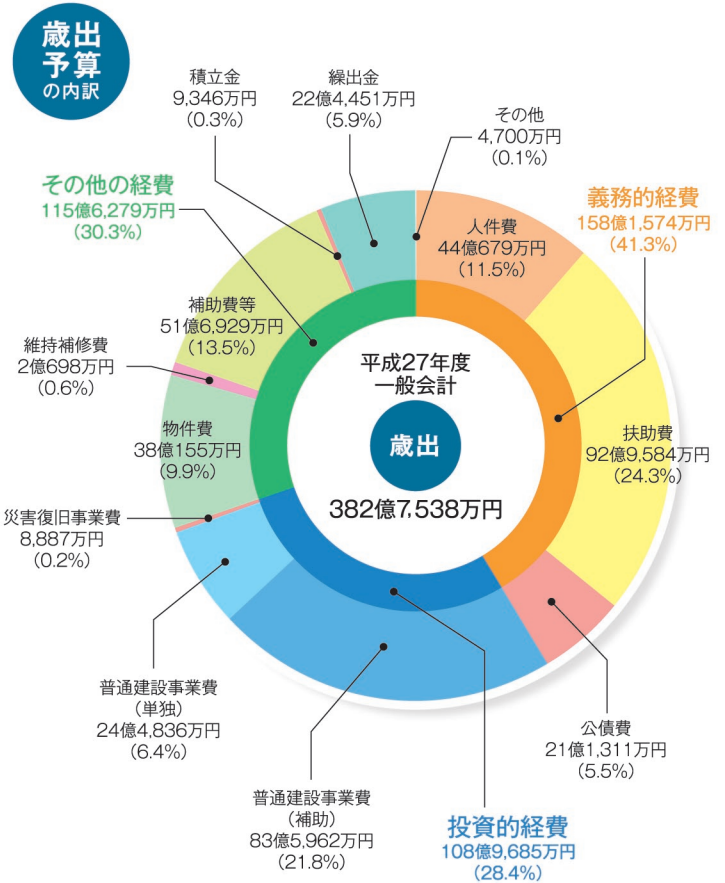 歳出
予算
の内訳
積立金
9,346万円
(0.3%)
繰出金
22億4,451万円
(5.9%)
その他
4,700万円
(0.1%)
その他の経費
115億6,279万円
(30.3%)
義務的経費
158億1,574万円
(41.3%)
人件費
44億679万円
(11.5%)
補助費等
51億6,929万円
(13.5%)
維持補修費
2億698万円
(0.6%)
平成27年度
一般会計
歳出
382億7,538万円
物件費
38億155万円
(9.9%)
扶助費
92億9,584万円
(24.3%)
災害復旧事業費
8,887万円
(0.2%)
普通建設事業費
(単独)
24億4,836万円
(6.4%)
公債費
21億1,311万円
(5.5%)
普通建設事業費
(補助)
83億5,962万円
(21.8%)
投資的経費
108億9,685万円
(28.4%)